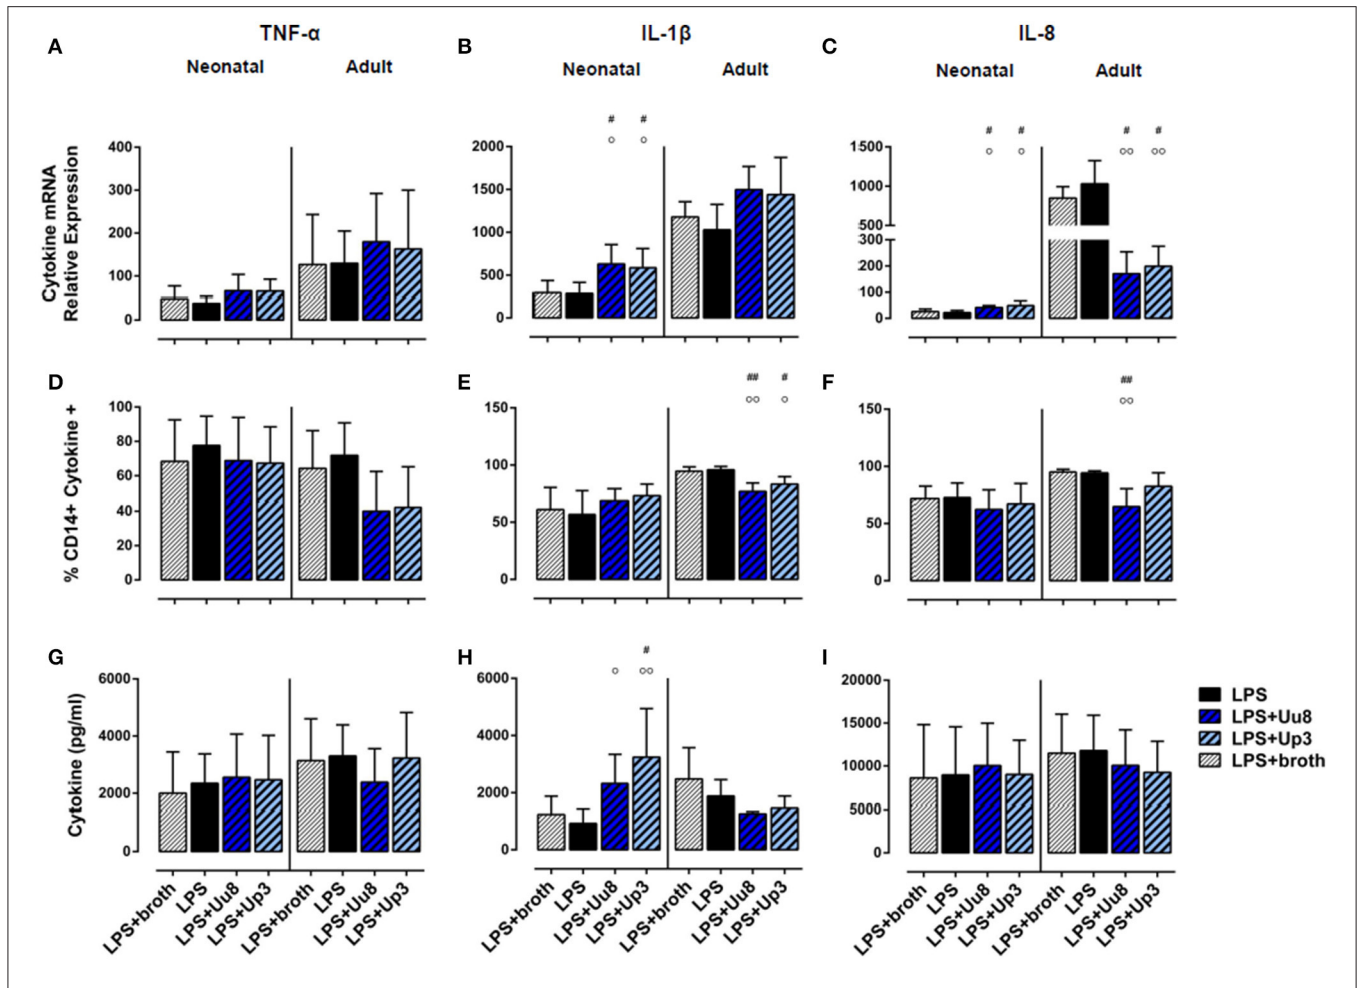 TNF-α IL-1β IL-8
A B C
Neonatal Adult Neonatal Adult Neonatal Adult
Cytokine mRNA
Relative Expression
400
300
200
100
0
# #
○ ○
2000
1500
1000
500
0
# # # #
○ ○ ○○ ○○
1500
1000
500
300
200
100
0
D E F
% CD14+ Cytokine +
100
80
60
40
20
0
## #
○○ ○
150
100
50
0
##
○○
150
100
50
0
G H I
Cytokine (pg/ml)
6000
4000
2000
0
#
○ ○○
6000
4000
2000
0
20000
15000
10000
5000
0
LPS
LPS+Uu8
LPS+Up3
LPS+broth
LPS+broth LPS LPS+Uu8 LPS+Up3 LPS+broth LPS LPS+Uu8 LPS+Up3
LPS+broth LPS LPS+Uu8 LPS+Up3 LPS+broth LPS LPS+Uu8 LPS+Up3
LPS+broth LPS LPS+Uu8 LPS+Up3 LPS+broth LPS LPS+Uu8 LPS+Up3